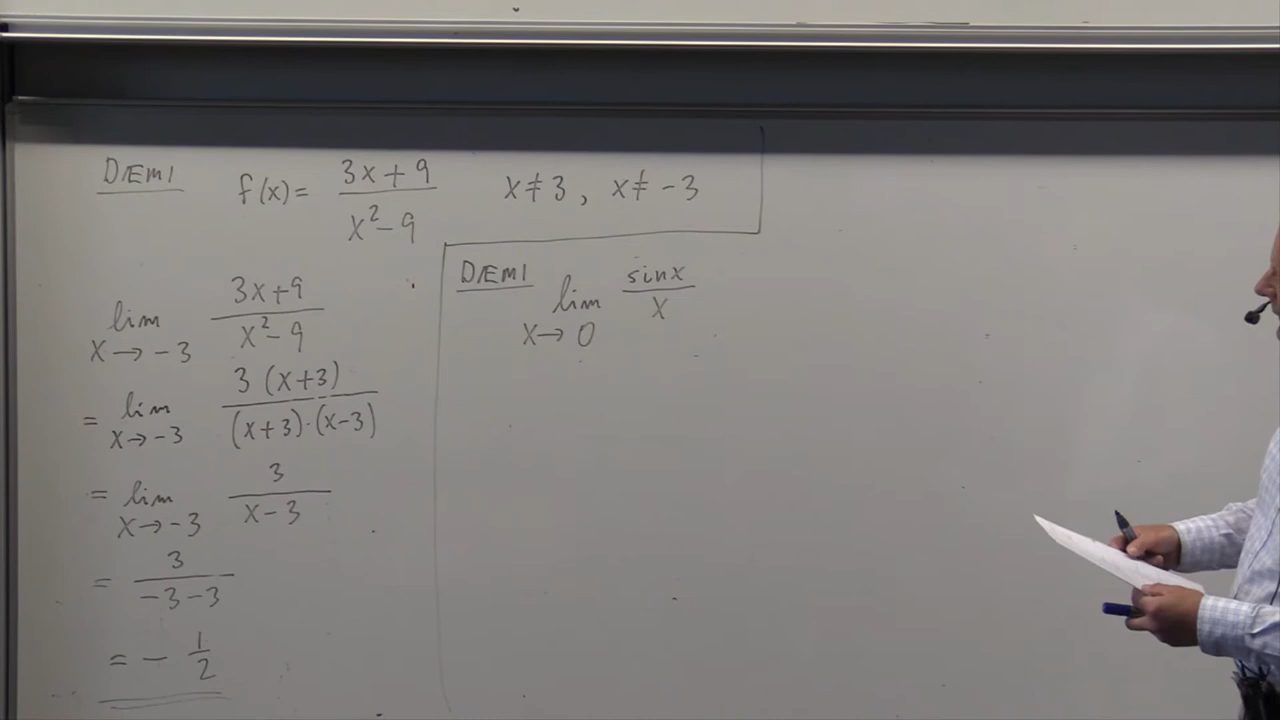 DÆMI f(x) = (3x+9)/(x²-9) x≠3, x≠-3
lim x→-3 (3x+9)/(x²-9)
= lim x→-3 3(x+3)/((x+3)·(x-3))
= lim x→-3 3/(x-3)
= 3/(-3-3)
= - 1/2
DÆMI lim x→0 sinx/x